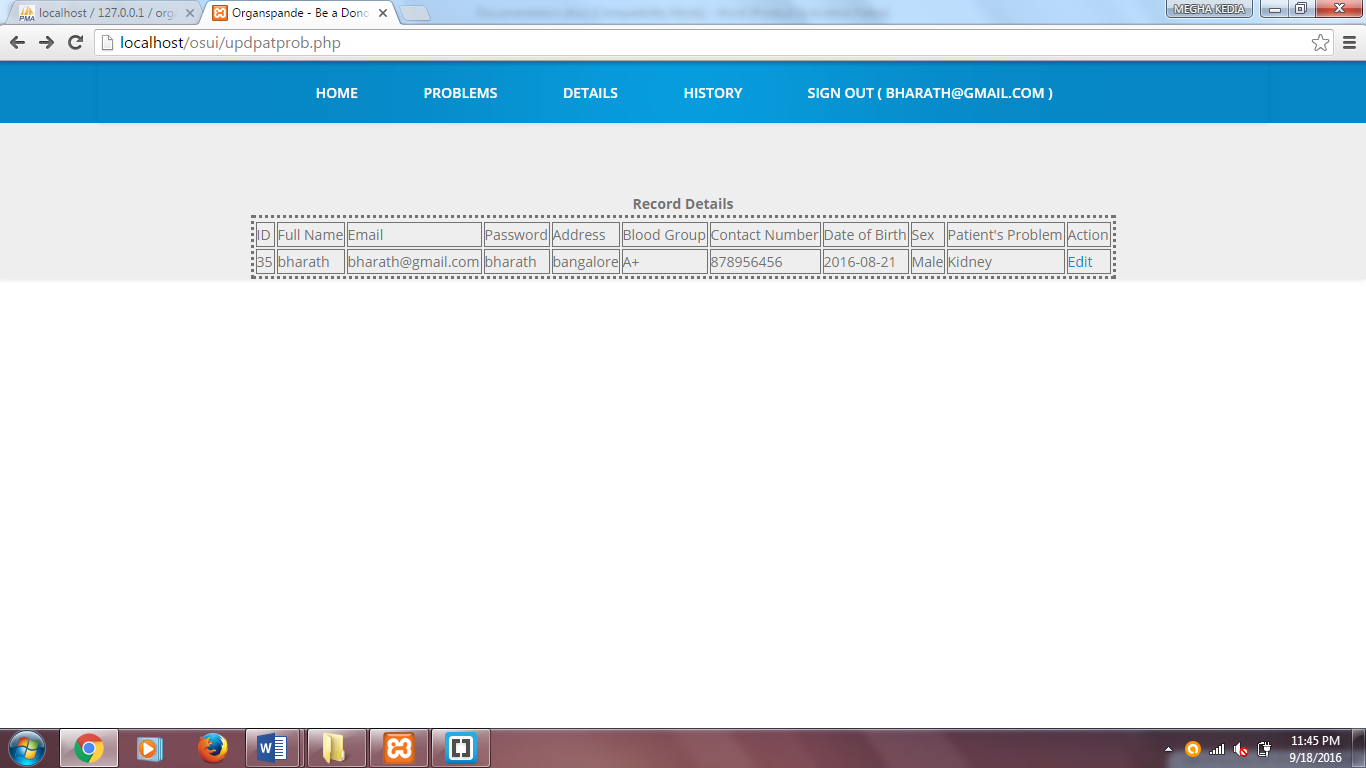 localhost / 127.0.0.1 / org
Organspande - Be a Dono
MEGHA KEDIA
localhost/osui/updpatprob.php
HOME PROBLEMS DETAILS HISTORY SIGN OUT ( BHARATH@GMAIL.COM )
Record Details
ID Full Name Email Password Address Blood Group Contact Number Date of Birth Sex Patient's Problem Action
35 bharath bharath@gmail.com bharath bangalore A+ 878956456 2016-08-21 Male Kidney Edit
11:45 PM
9/18/2016